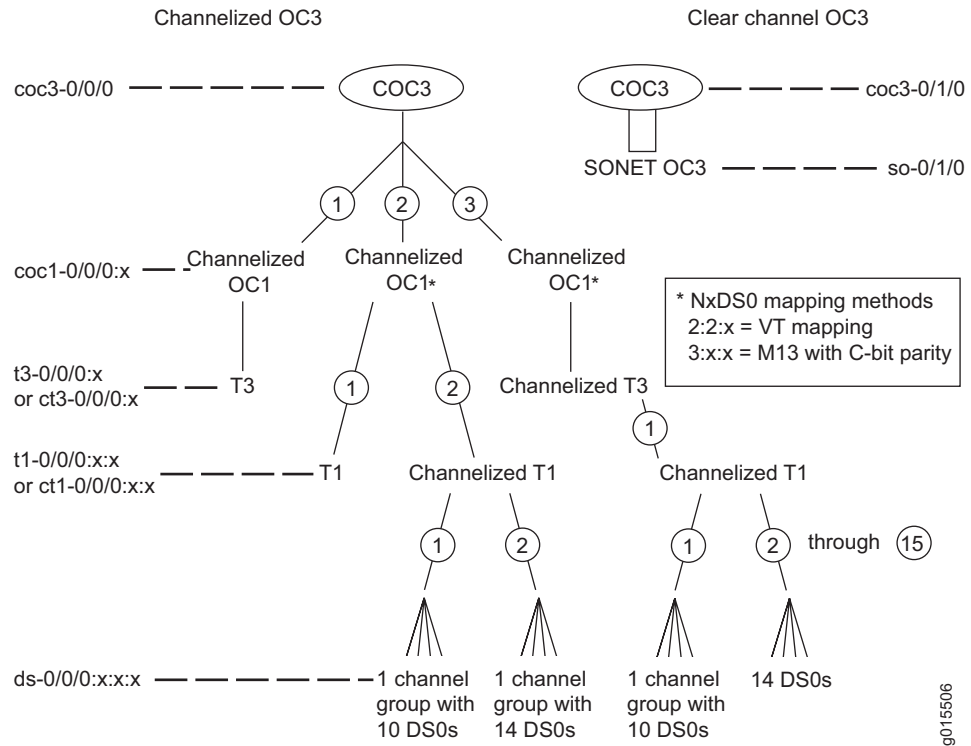 Channelized OC3
Clear channel OC3
coc3-0/0/0
COC3
COC3
coc3-0/1/0
SONET OC3
so-0/1/0
1
2
3
coc1-0/0/0:x
Channelized
OC1
Channelized
OC1*
Channelized
OC1*
* NxDS0 mapping methods
2:2:x = VT mapping
3:x:x = M13 with C-bit parity
t3-0/0/0:x
or ct3-0/0/0:x
T3
1
2
Channelized T3
1
t1-0/0/0:x:x
or ct1-0/0/0:x:x
T1
Channelized T1
Channelized T1
1
2
1
2
through
15
ds-0/0/0:x:x:x
1 channel
group with
10 DS0s
1 channel
group with
14 DS0s
1 channel
group with
10 DS0s
14 DS0s
g015506